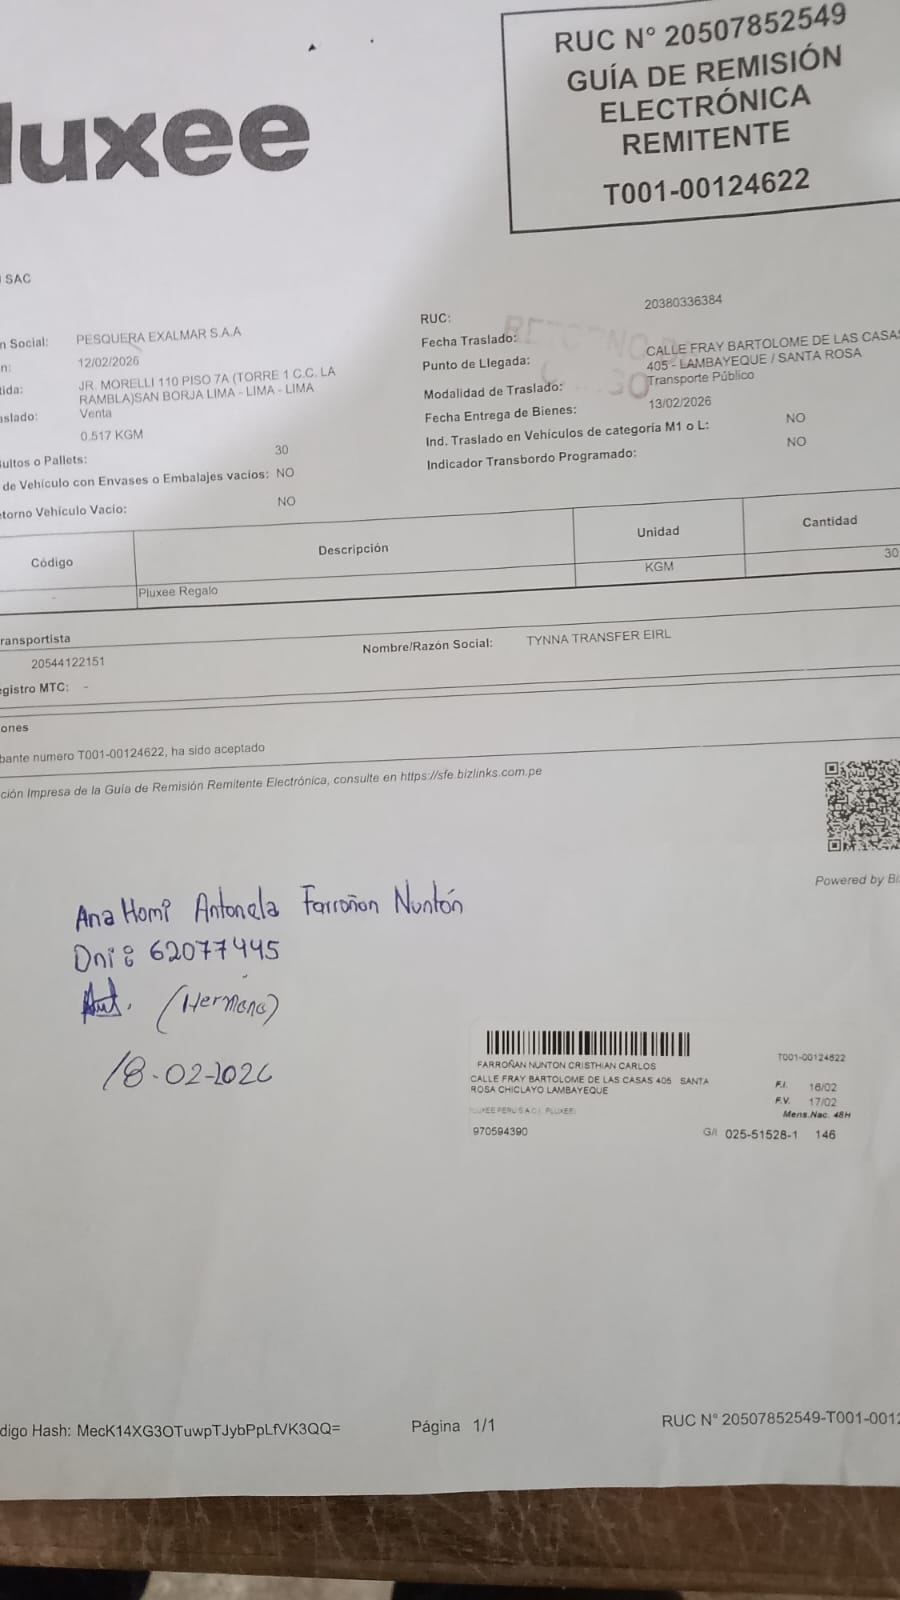 luxee
RUC N° 20507852549
GUÍA DE REMISIÓN
ELECTRÓNICA
REMITENTE
T001-00124622
SAC
n Social: PESQUERA EXALMAR S.A.A
n: 12/02/2026
tida: JR. MORELLI 110 PISO 7A (TORRE 1 C.C. LA
RAMBLA)SAN BORJA LIMA - LIMA - LIMA
aslado: Venta
0.517 KGM
ultos o Pallets: 30
de Vehículo con Envases o Embalajes vacíos: NO
torno Vehículo Vacío: NO
RUC: 20380336384
Fecha Traslado:
Punto de Llegada: CALLE FRAY BARTOLOME DE LAS CASAS
405 - LAMBAYEQUE / SANTA ROSA
Modalidad de Traslado: Transporte Público
Fecha Entrega de Bienes: 13/02/2026
Ind. Traslado en Vehículos de categoría M1 o L: NO
Indicador Transbordo Programado: NO
Código Descripción Unidad Cantidad
- Pluxee Regalo KGM 30
ransportista
20544122151 Nombre/Razón Social: TYNNA TRANSFER EIRL
egistro MTC: -
ones
bante numero T001-00124622, ha sido aceptado
ción Impresa de la Guía de Remisión Remitente Electrónica, consulte en https://sfe.bizlinks.com.pe
Powered by Bi
Ana Homi Antonela Farroñan Nuntón
Dni: 62077445
(Hermana)
18-02-2026
FARROÑAN NUNTON CRISTHIAN CARLOS T001-00124622
CALLE FRAY BARTOLOME DE LAS CASAS 405 SANTA
ROSA CHICLAYO LAMBAYEQUE
F.I. 16/02
F.V. 17/02
Mens.Nac. 48H
PLUXEE PERU S.A.C ( PLUXEE)
970594390 G/I 025-51528-1 146
digo Hash: MecK14XG3OTuwpTJybPpLfVK3QQ= Página 1/1 RUC N° 20507852549-T001-0012